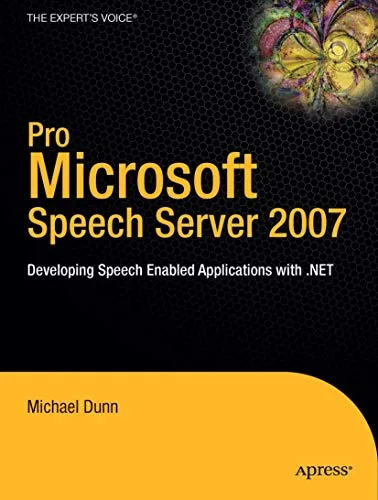 THE EXPERT'S VOICE®
Pro
Microsoft
Speech Server 2007
Developing Speech Enabled Applications with .NET
Michael Dunn
Apress®